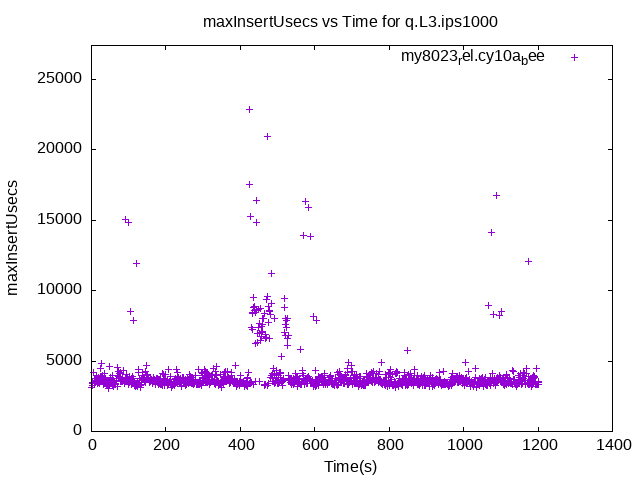 maxInsertUsecs vs Time for q.L3.ips1000
my8023rel.cy10abee
maxInsertUsecs
25000
20000
15000
10000
5000
0
0 200 400 600 800 1000 1200 1400
Time(s)